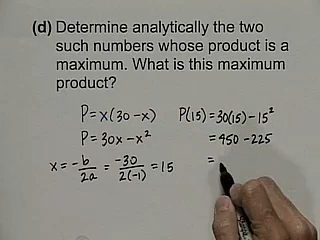 (d) Determine analytically the two
such numbers whose product is a
maximum. What is this maximum
product?
P = x(30 - x)
P = 30x - x²
x = -b/2a = -30/2(-1) = 15
P(15) = 30(15) - 15²
= 450 - 225
=